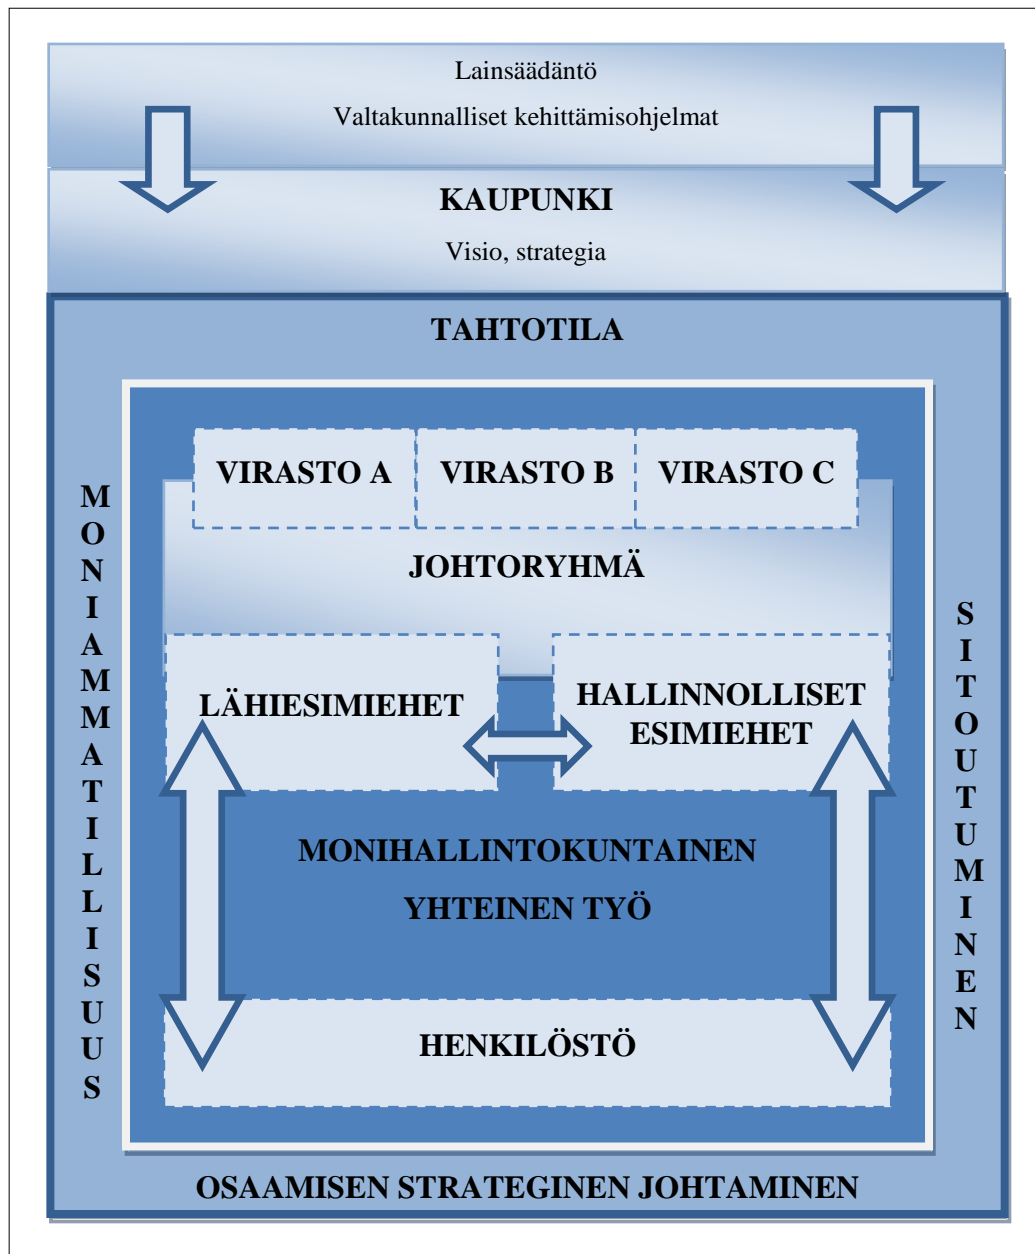 Lainsäädäntö
Valtakunnalliset kehittämisohjelmat
KAUPUNKI
Visio, strategia
TAHTOTILA
MONIAMMATILLISUUS
VIRASTO A
VIRASTO B
VIRASTO C
JOHTORYHMÄ
LÄHIESIMIEHET
HALLINNOLLISET
ESIMIEHET
MONIHALLINTOKUNTAINEN
YHTEINEN TYÖ
HENKILÖSTÖ
SITOUTUMINEN
OSAAMISEN STRATEGINEN JOHTAMINEN